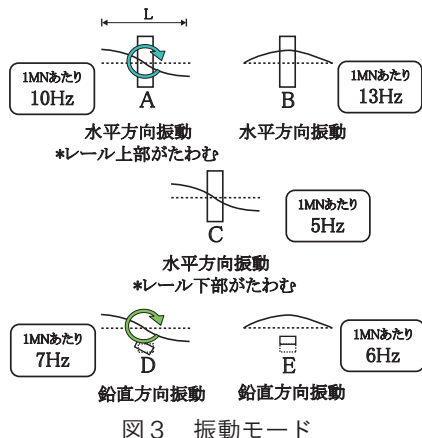 L
1MNあたり
10Hz
A
水平方向振動
*レール上部がたわむ
B
水平方向振動
1MNあたり
13Hz
C
水平方向振動
*レール下部がたわむ
1MNあたり
5Hz
1MNあたり
7Hz
D
鉛直方向振動
E
鉛直方向振動
1MNあたり
6Hz
図3 振動モード